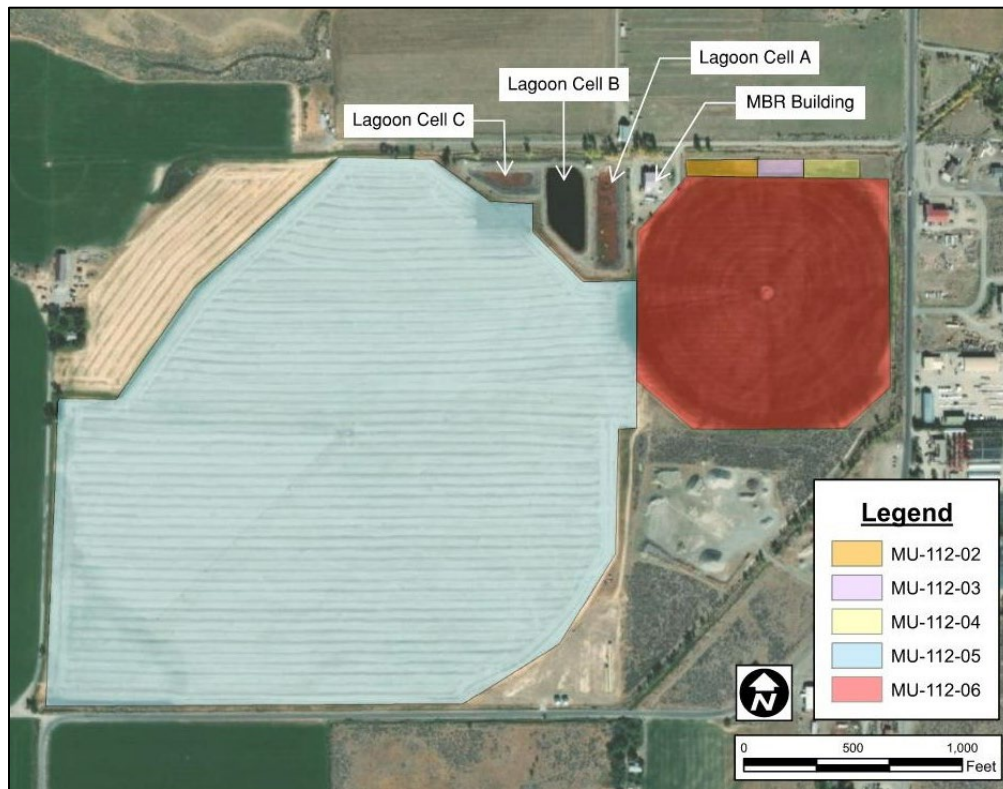 Lagoon Cell A
Lagoon Cell B
MBR Building
Lagoon Cell C
Legend
MU-112-02
MU-112-03
MU-112-04
MU-112-05
MU-112-06
N
0 500 1,000
Feet